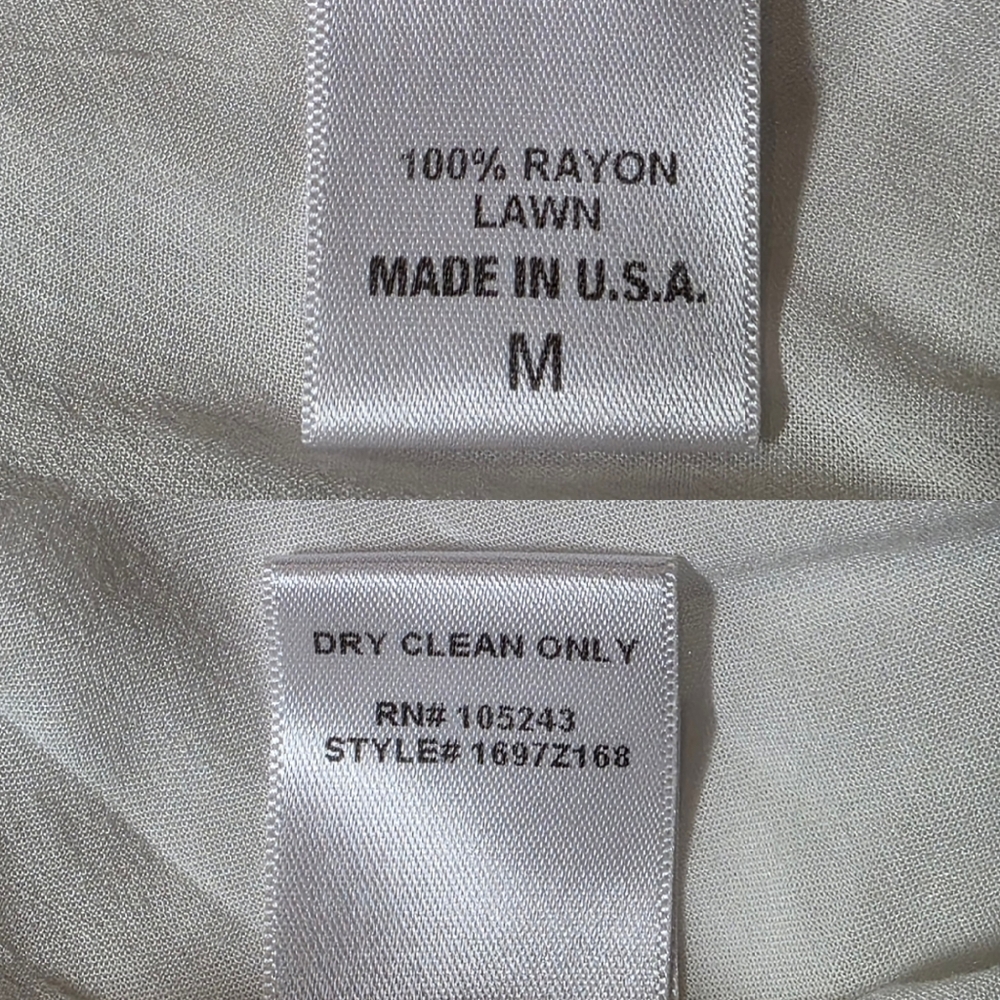 100% RAYON
LAWN
MADE IN U.S.A.
M
DRY CLEAN ONLY
RN# 105243
STYLE# 1697Z168